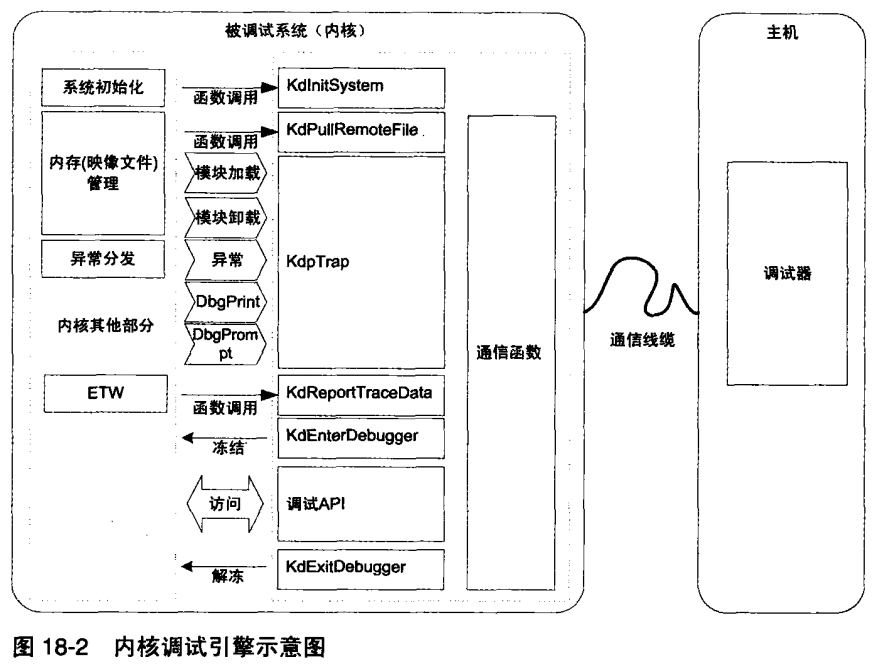 被调试系统（内核）
主机
系统初始化
函数调用
KdInitSystem
内存(映像文件)
管理
函数调用
KdPullRemoteFile
模块加载
模块卸载
异常分发
异常
KdpTrap
DbgPrint
内核其他部分
DbgProm
pt
通信函数
通信线缆
调试器
ETW
函数调用
KdReportTraceData
冻结
KdEnterDebugger
访问
调试API
解冻
KdExitDebugger
图 18-2 内核调试引擎示意图